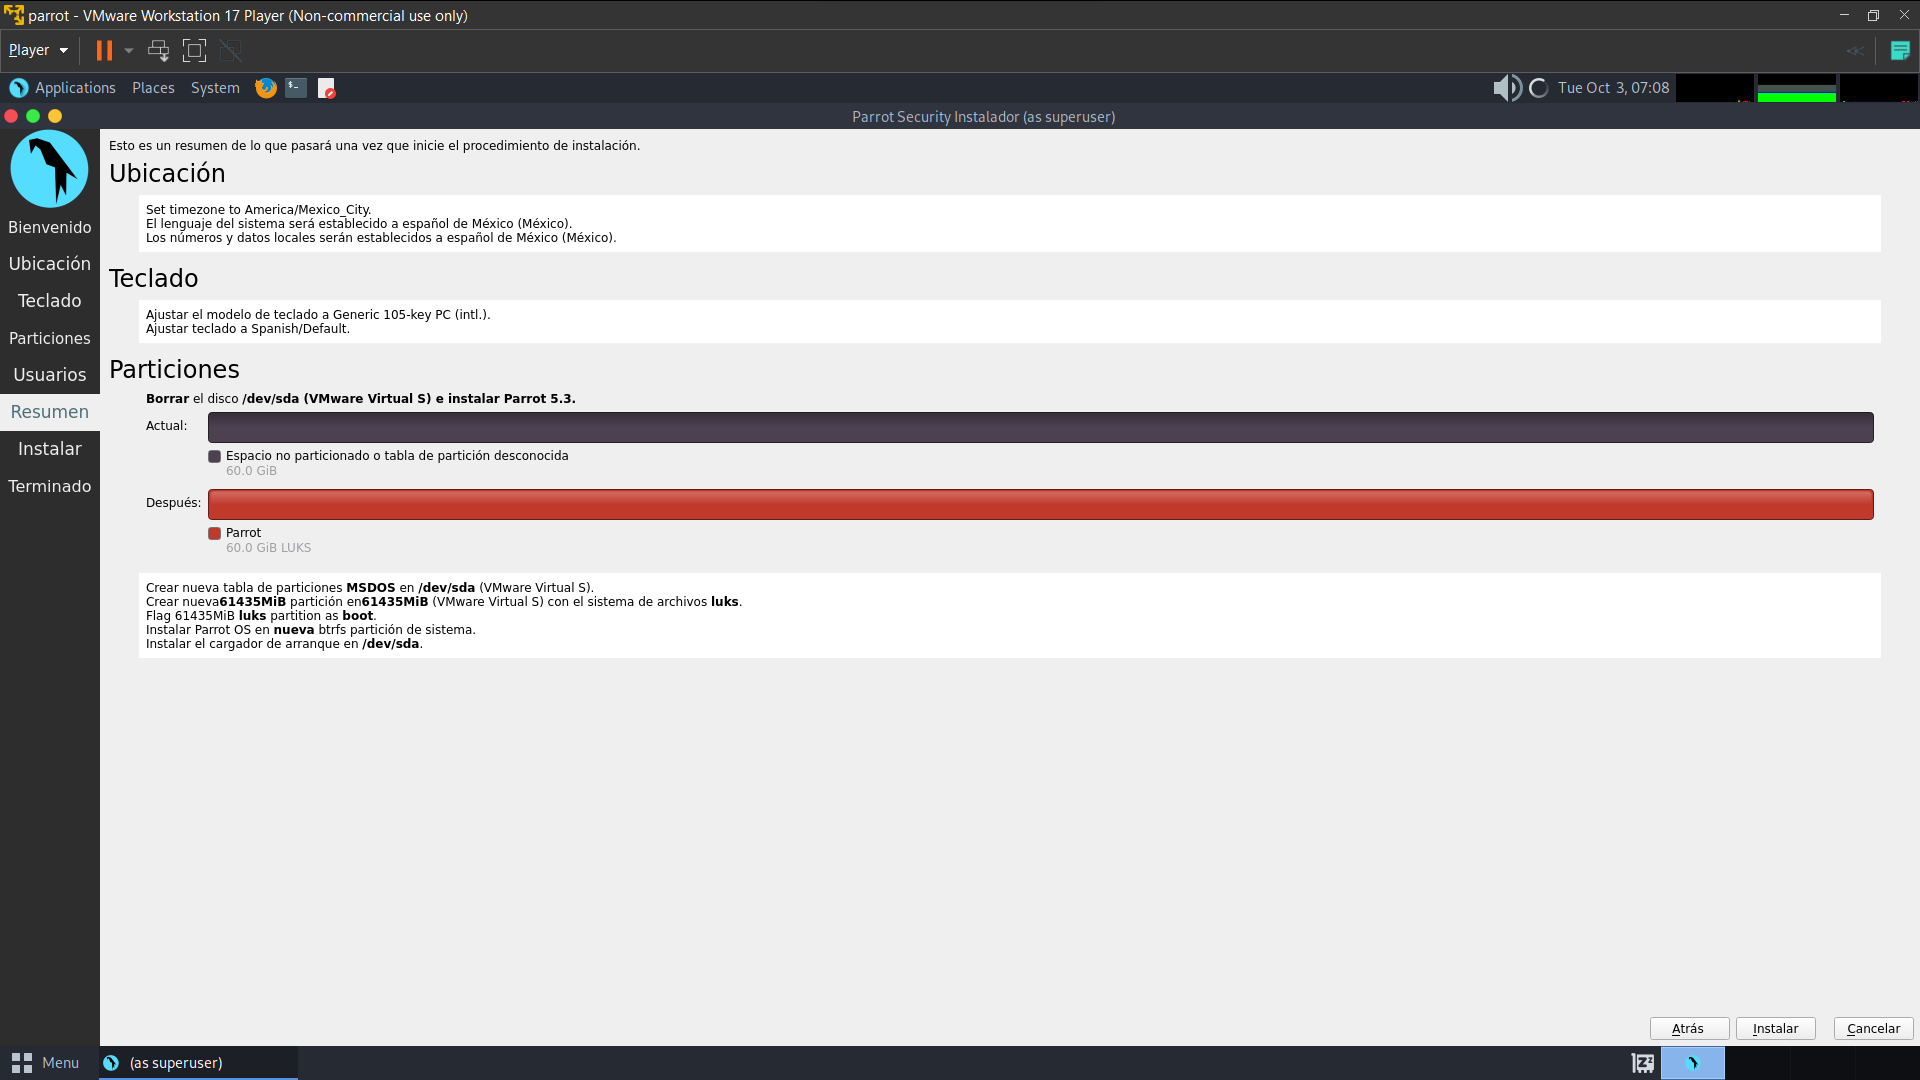 parrot - VMware Workstation 17 Player (Non-commercial use only)
Player
Applications Places System
Tue Oct 3, 07:08
Parrot Security Instalador (as superuser)
Bienvenido
Ubicación
Teclado
Particiones
Usuarios
Resumen
Instalar
Terminado
Esto es un resumen de lo que pasará una vez que inicie el procedimiento de instalación.
Ubicación
Set timezone to America/Mexico_City.
El lenguaje del sistema será establecido a español de México (México).
Los números y datos locales serán establecidos a español de México (México).
Teclado
Ajustar el modelo de teclado a Generic 105-key PC (intl.).
Ajustar teclado a Spanish/Default.
Particiones
Borrar el disco /dev/sda (VMware Virtual S) e instalar Parrot 5.3.
Actual:
Espacio no particionado o tabla de partición desconocida
60.0 GiB
Después:
Parrot
60.0 GiB LUKS
Crear nueva tabla de particiones MSDOS en /dev/sda (VMware Virtual S).
Crear nueva61435MiB partición en61435MiB (VMware Virtual S) con el sistema de archivos luks.
Flag 61435MiB luks partition as boot.
Instalar Parrot OS en nueva btrfs partición de sistema.
Instalar el cargador de arranque en /dev/sda.
Atrás
Instalar
Cancelar
Menu
(as superuser)